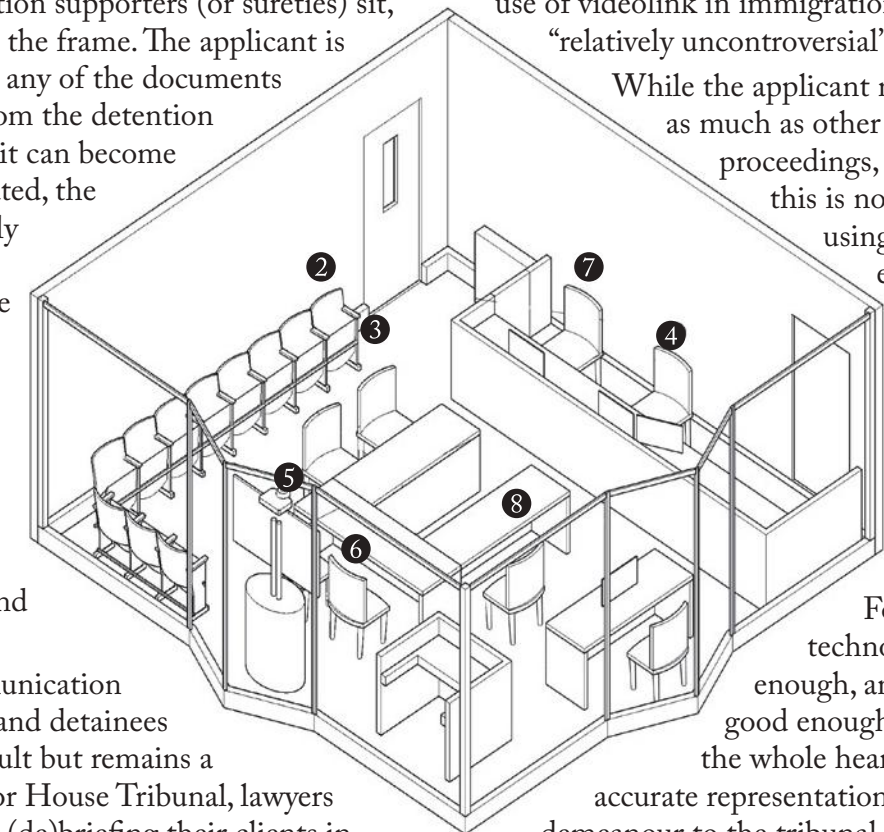 tion supporters (or sureties) sit,
the frame. The applicant is
any of the documents
om the detention
it can become
ted, the
ly
e
nd
unication
and detainees
ult but remains a
or House Tribunal, lawyers
(de)briefing their clients in
use of videolink in immigration
“relatively uncontroversial”
While the applicant
as much as other
proceedings,
this is no
using
e
Fo
techno
enough, an
good enough
the whole hear
accurate representation
demeanour to the tribunal
2
3
7
4
5
6
8